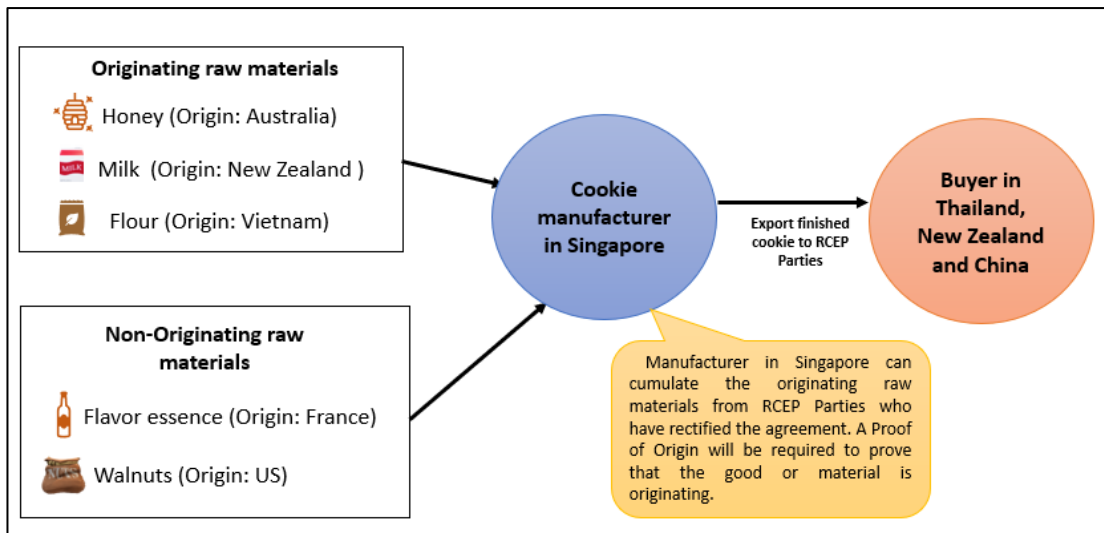 Originating raw materials
Honey (Origin: Australia)
MILK
Milk (Origin: New Zealand )
Flour (Origin: Vietnam)
Non-Originating raw
materials
Flavor essence (Origin: France)
Walnuts (Origin: US)
Cookie
manufacturer
in Singapore
Export finished
cookie to RCEP
Parties
Buyer in
Thailand,
New Zealand
and China
Manufacturer in Singapore can
cumulate the originating raw
materials from RCEP Parties who
have rectified the agreement. A Proof
of Origin will be required to prove
that the good or material is
originating.